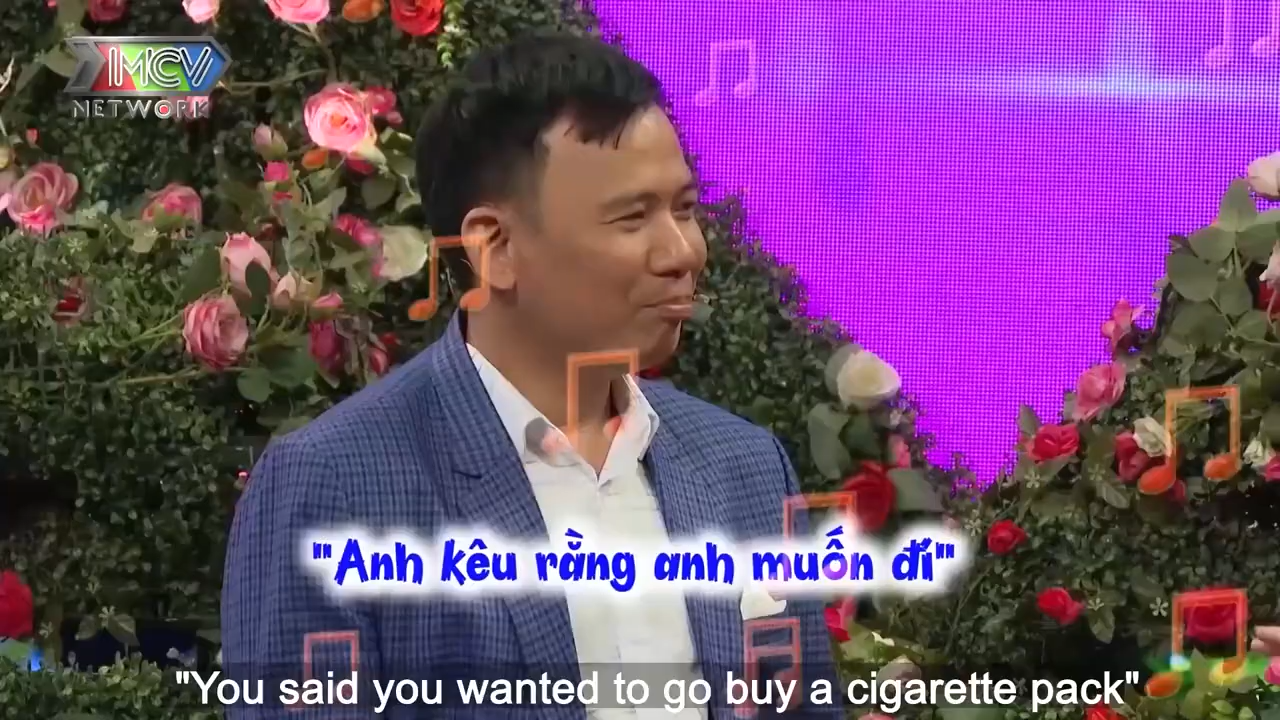 MCV
NETWORK
""Anh kêu rằng anh muốn đi""
"You said you wanted to go buy a cigarette pack"